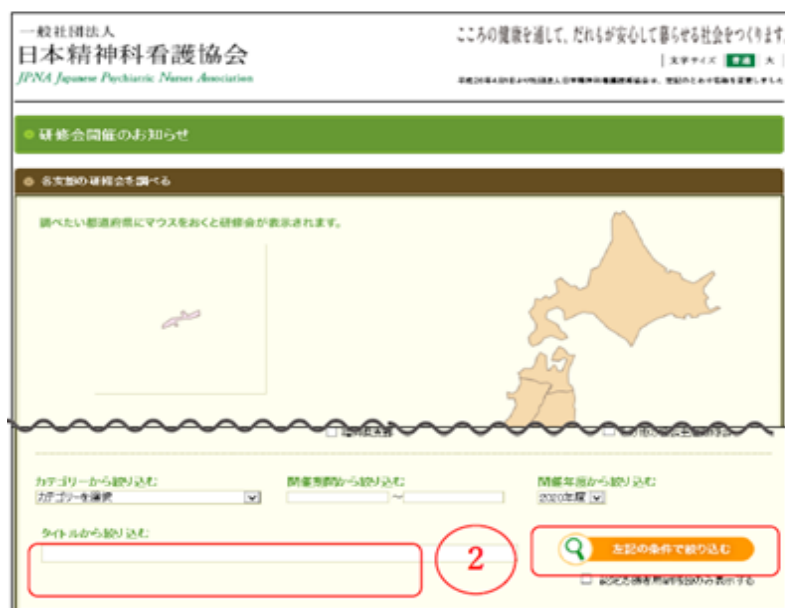 一般社団法人
日本精神科看護協会
JPNA Japanese Psychiatric Nurses Association
こころの健康を通して、だれもが安心して暮らせる社会をつくります
文字サイズ 普通 大
研修会開催のお知らせ
各支部の研修会を調べる
調べたい都道府県にマウスをおくと研修会が表示されます。
カテゴリーから絞り込む
カテゴリーを選択
開催期間から絞り込む
～
開催年度から絞り込む
2020年度
タイトルから絞り込む
2
左記の条件で絞り込む